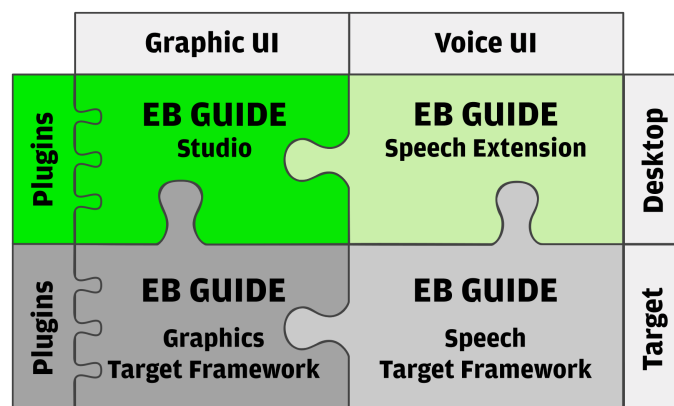 Graphic UI
Voice UI
Plugins
EB GUIDE
Studio
EB GUIDE
Speech Extension
Desktop
Plugins
EB GUIDE
Graphics
Target Framework
EB GUIDE
Speech
Target Framework
Target